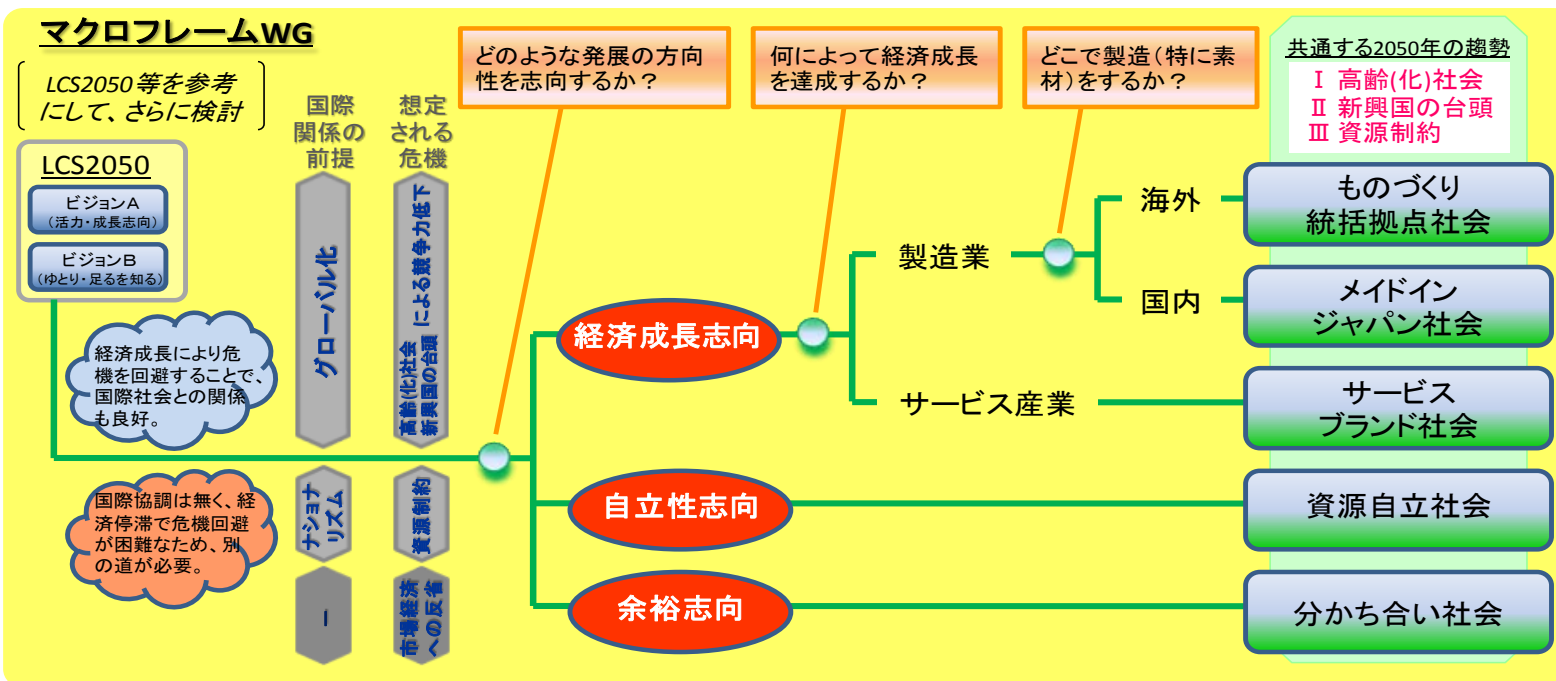 マクロフレームWG
LCS2050等を参考
にして、さらに検討
LCS2050
ビジョンA
(活力・成長志向)
ビジョンB
(ゆとり・足るを知る)
経済成長により危
機を回避することで、
国際社会との関係
も良好。
国際協調は無く、経
済停滞で危機回避
が困難なため、別
の道が必要。
国際
関係の
前提
グローバル化
ナショナ
リズム
ー
想定
される
危機
高齢(化)社会
新興国の台頭
による競争力低下
資源制約
市場経済
への反省
どのような発展の方向
性を志向するか？
何によって経済成長
を達成するか？
どこで製造(特に素
材)をするか？
経済成長志向
自立性志向
余裕志向
製造業
サービス産業
海外
国内
共通する2050年の趨勢
Ⅰ 高齢(化)社会
Ⅱ 新興国の台頭
Ⅲ 資源制約
ものづくり
統括拠点社会
メイドイン
ジャパン社会
サービス
ブランド社会
資源自立社会
分かち合い社会